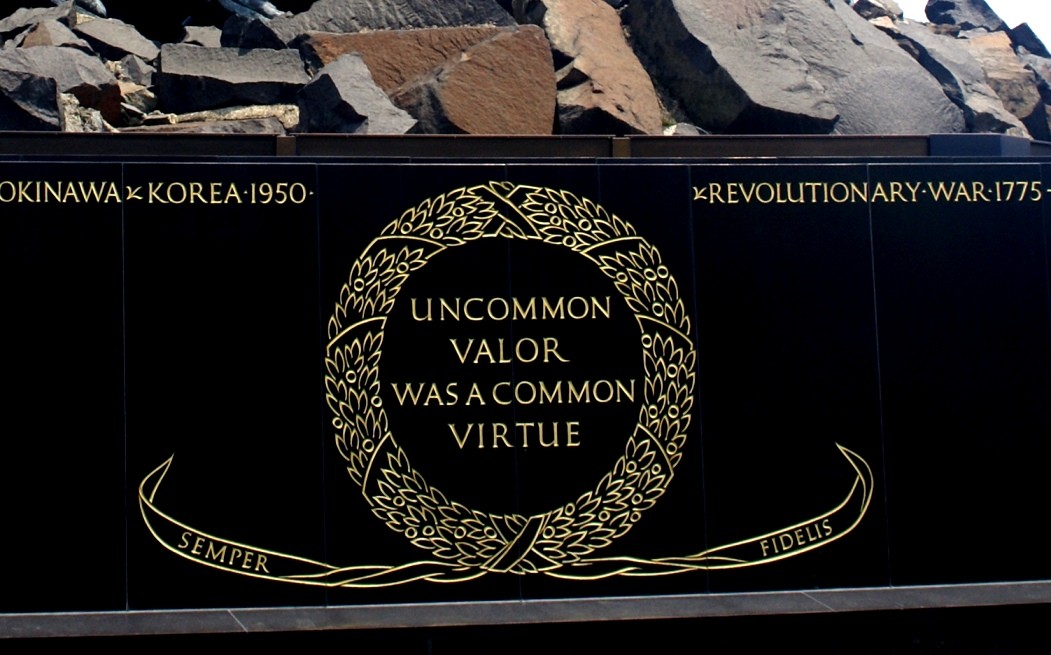 OKINAWA KOREA·1950·
REVOLUTIONARY·WAR·1775·
UNCOMMON
VALOR
WAS A COMMON
VIRTUE
SEMPER
FIDELIS